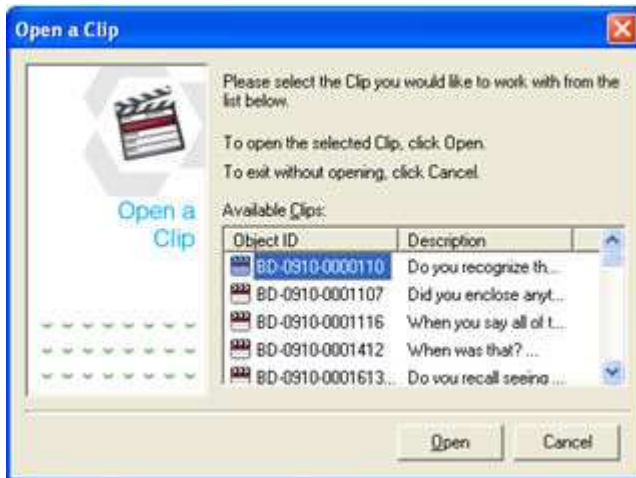 Open a Clip
Please select the Clip you would like to work with from the
list below.
To open the selected Clip, click Open.
To exit without opening, click Cancel.
Open a
Clip
Available Clips:
Object ID Description
BD-0910-0000110 Do you recognize th...
BD-0910-0001107 Did you enclose anyt...
BD-0910-0001116 When you say all of t...
BD-0910-0001412 When was that? ...
BD-0910-0001613... Do you recall seeing ...
Open Cancel